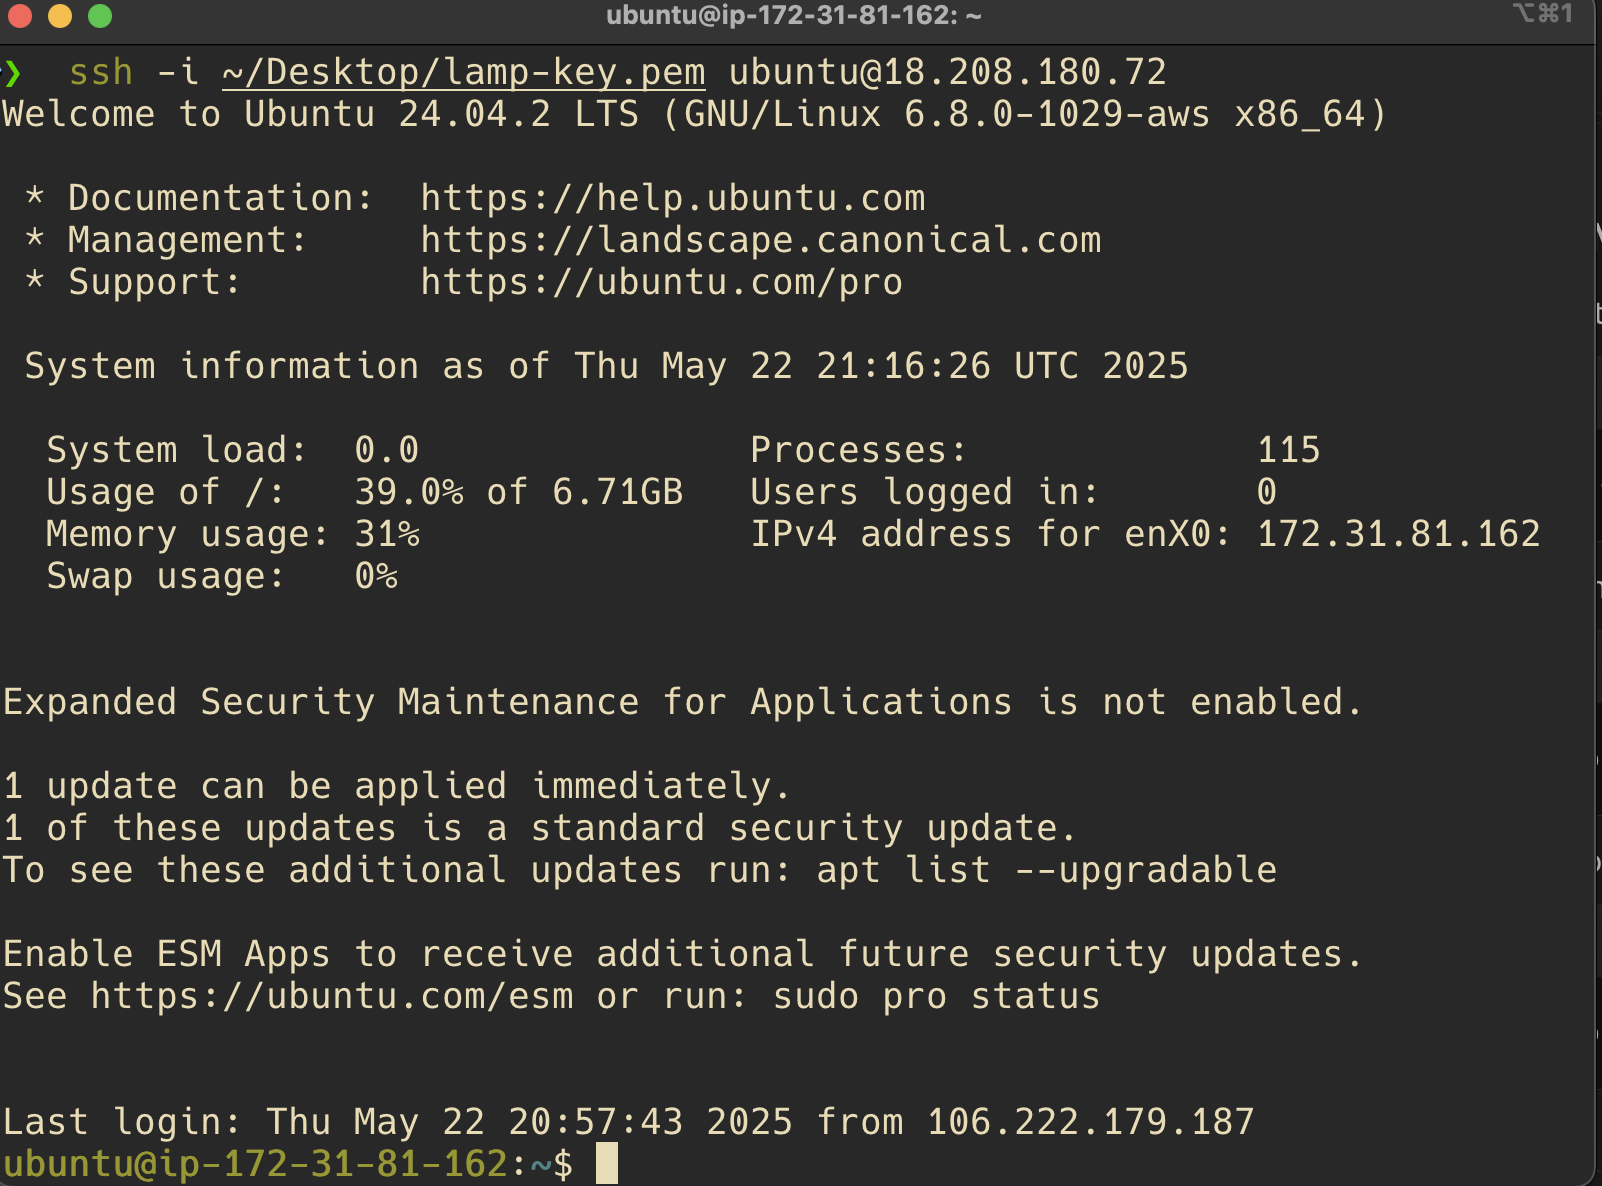 ubuntu@ip-172-31-81-162: ~
⌥⌘1
❯ ssh -i ~/Desktop/lamp-key.pem ubuntu@18.208.180.72
Welcome to Ubuntu 24.04.2 LTS (GNU/Linux 6.8.0-1029-aws x86_64)
* Documentation: https://help.ubuntu.com
* Management: https://landscape.canonical.com
* Support: https://ubuntu.com/pro
System information as of Thu May 22 21:16:26 UTC 2025
System load: 0.0 Processes: 115
Usage of /: 39.0% of 6.71GB Users logged in: 0
Memory usage: 31% IPv4 address for enX0: 172.31.81.162
Swap usage: 0%
Expanded Security Maintenance for Applications is not enabled.
1 update can be applied immediately.
1 of these updates is a standard security update.
To see these additional updates run: apt list --upgradable
Enable ESM Apps to receive additional future security updates.
See https://ubuntu.com/esm or run: sudo pro status
Last login: Thu May 22 20:57:43 2025 from 106.222.179.187
ubuntu@ip-172-31-81-162:~$